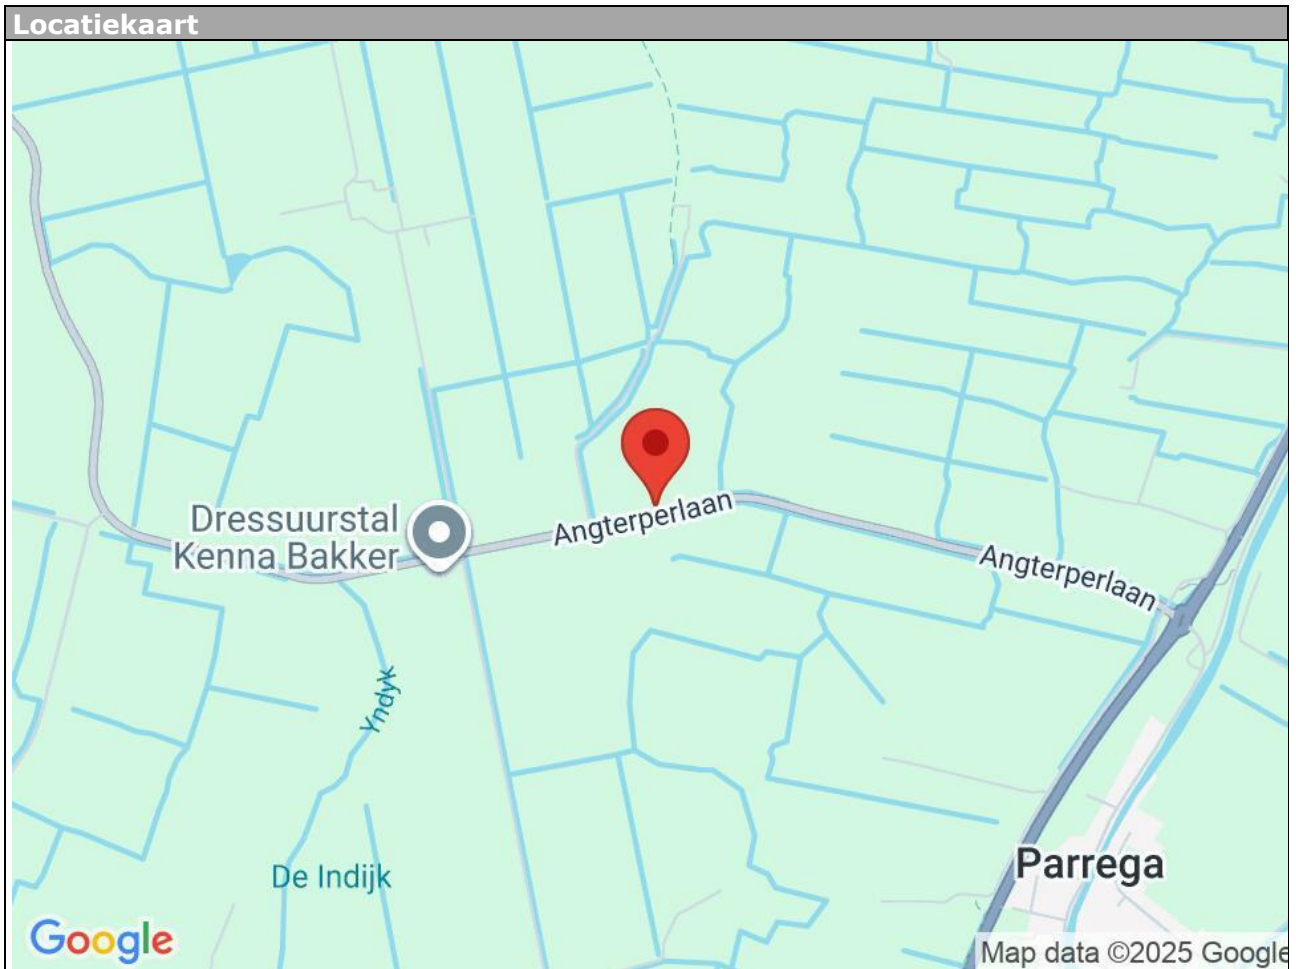 Locatiekaart
Dressuurstal
Kenna Bakker
Angterperlaan
Angterperlaan
Yndyk
De Indijk
Parrega
Google
Map data ©2025 Google